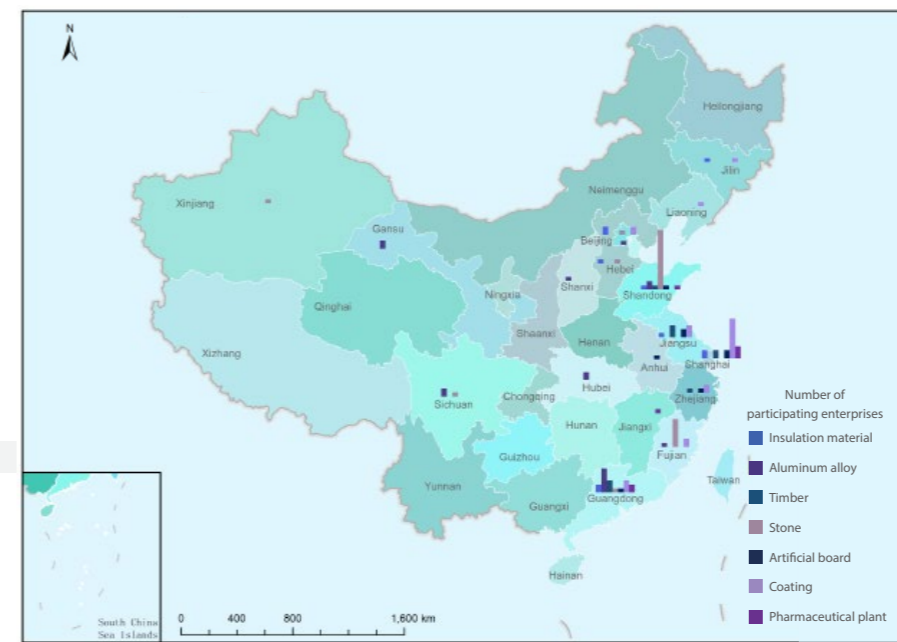 N
Heilongjiang
Jilin
Liaoning
Neimenggu
Xinjiang
Gansu
Beijing
Hebei
Shanxi
Ningxia
Shandong
Qinghai
Shaanxi
Henan
Jiangsu
Shanghai
Anhui
Xizhang
Hubei
Zhejiang
Sichuan
Chongqing
Hunan
Jiangxi
Fujian
Guizhou
Taiwan
Yunnan
Guangxi
Guangdong
Hainan
Number of
participating enterprises
Insulation material
Aluminum alloy
Timber
Stone
Artificial board
Coating
Pharmaceutical plant
South China
Sea Islands
0 400 800 1,600 km